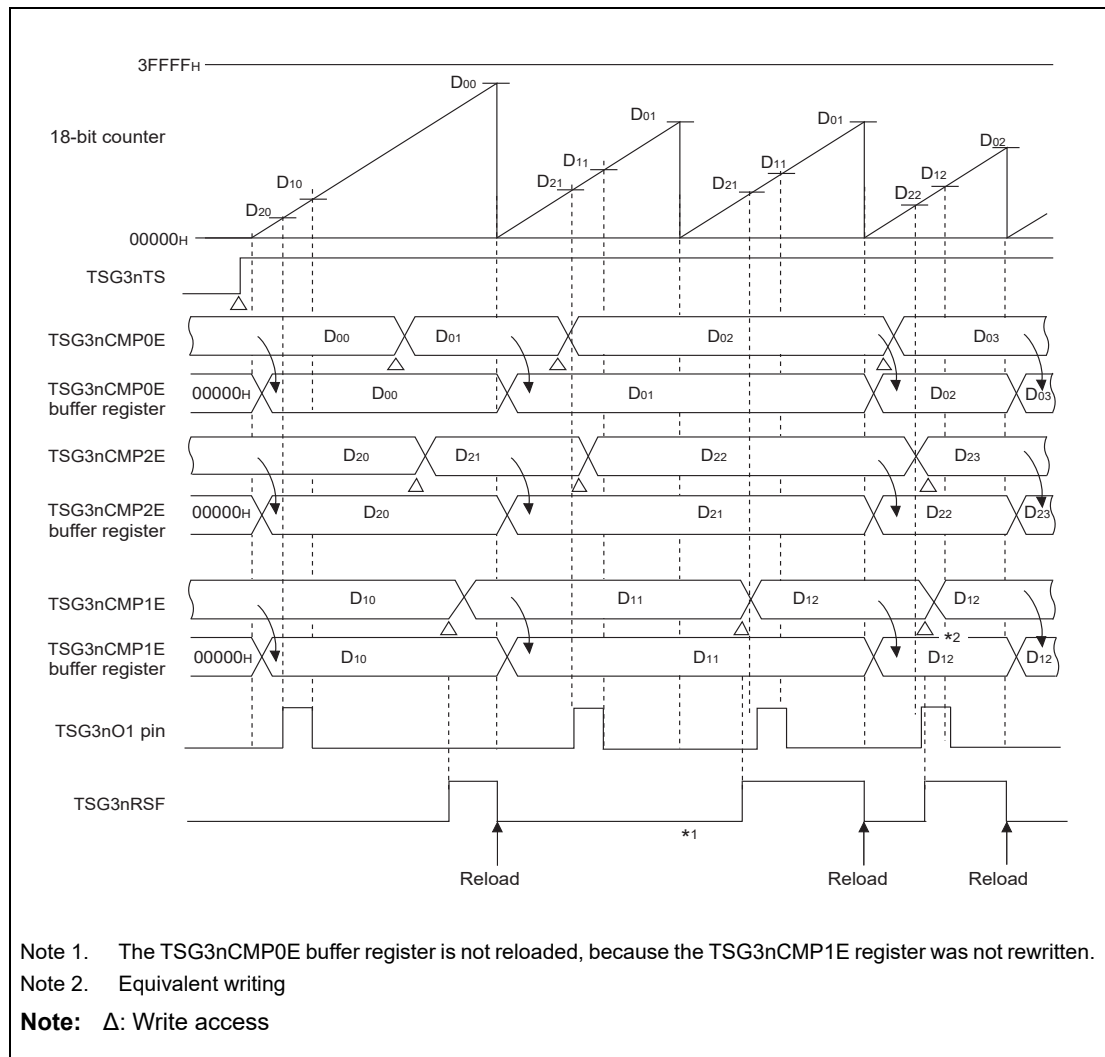 3FFFFH
D00
18-bit counter
D01
D01
D02
D10
D11
D11
D12
D20
D21
D21
D22
00000H
TSG3nTS
TSG3nCMP0E
D00
D01
D02
D03
TSG3nCMP0E
buffer register
00000H
D00
D01
D02
D03
TSG3nCMP2E
D20
D21
D22
D23
TSG3nCMP2E
buffer register
00000H
D20
D21
D22
D23
TSG3nCMP1E
D10
D11
D12
D12
*2
TSG3nCMP1E
buffer register
00000H
D10
D11
D12
D12
TSG3nO1 pin
TSG3nRSF
*1
Reload
Reload
Reload
Note 1. The TSG3nCMP0E buffer register is not reloaded, because the TSG3nCMP1E register was not rewritten.
Note 2. Equivalent writing
Note: Δ: Write access